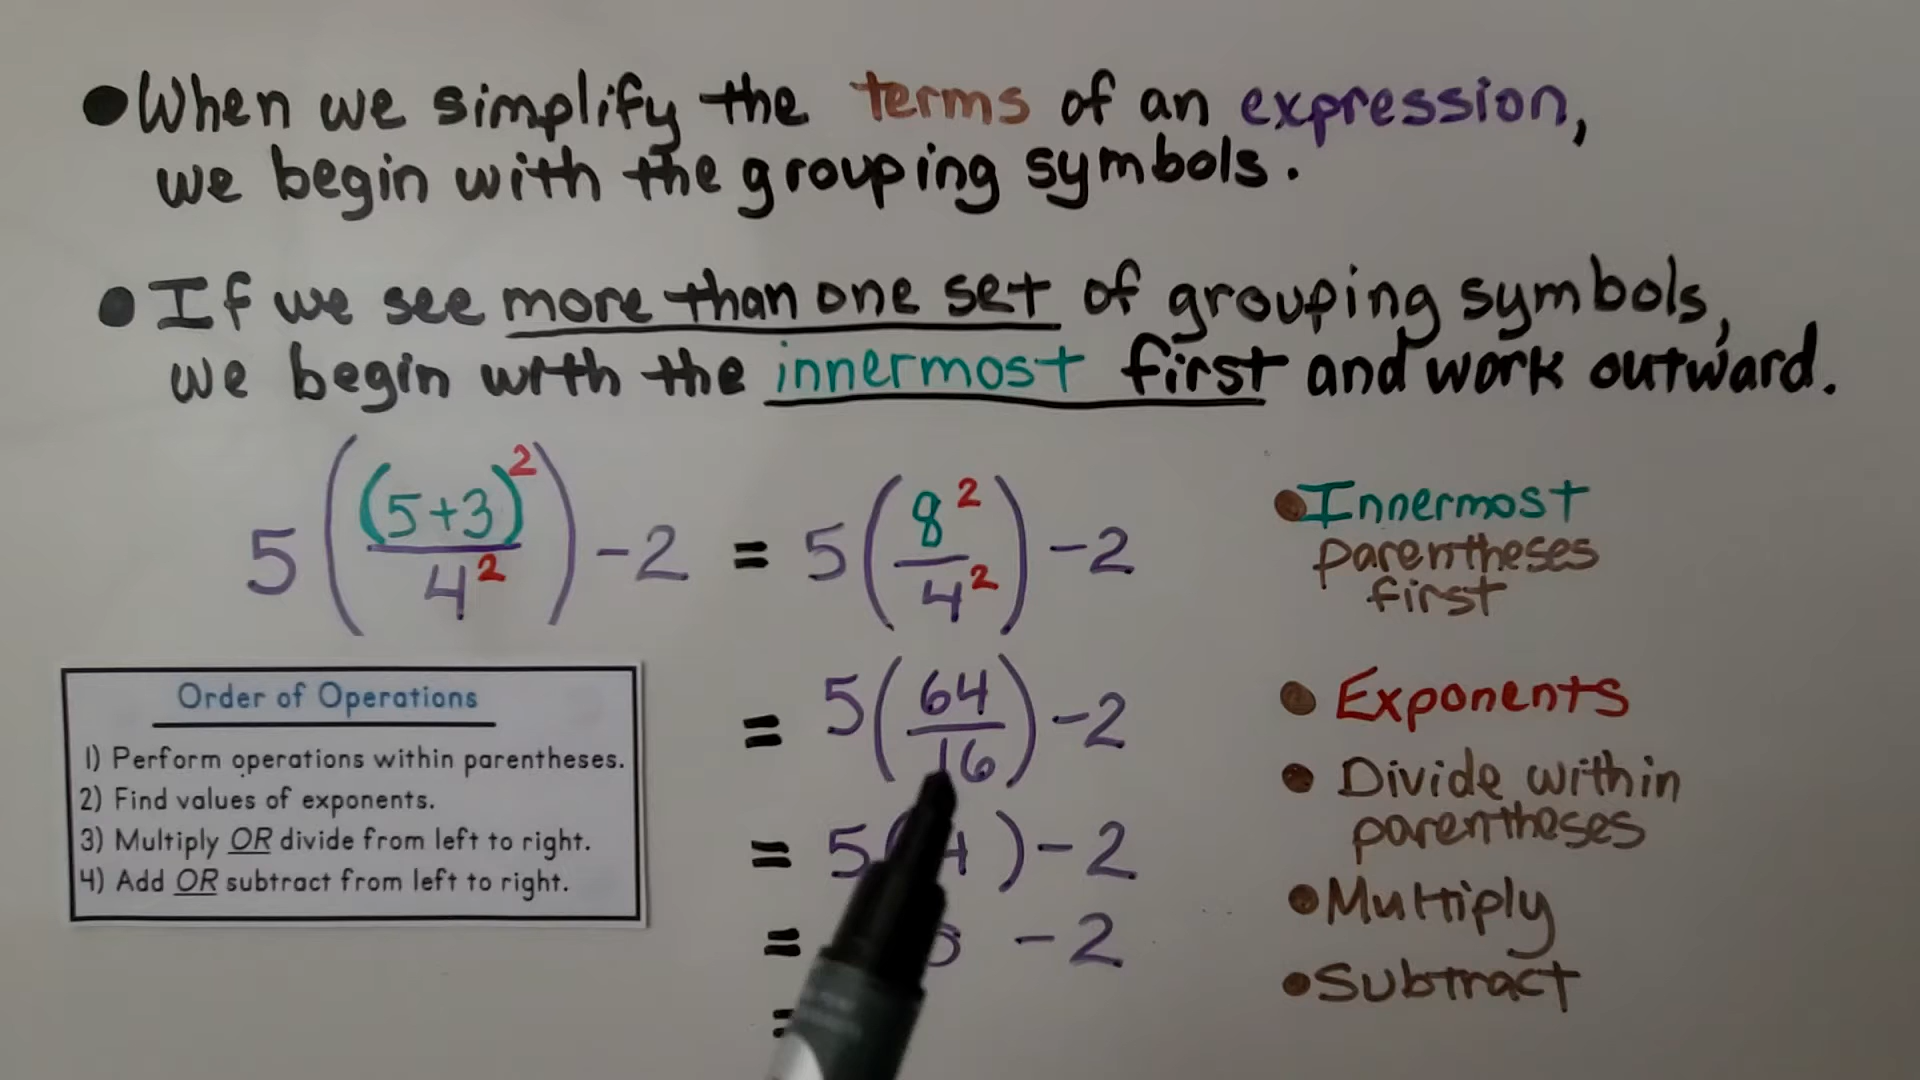 ●When we simplify the terms of an expression,
we begin with the grouping symbols.
●If we see more than one set of grouping symbols,
we begin with the innermost first and work outward.
5((5+3)²/4²)-2 = 5(8²/4²)-2
= 5(64/16)-2
= 5( )-2
= -2
=
●Innermost
parentheses
first
●Exponents
●Divide within
parentheses
●Multiply
●Subtract
Order of Operations
1) Perform operations within parentheses.
2) Find values of exponents.
3) Multiply OR divide from left to right.
4) Add OR subtract from left to right.